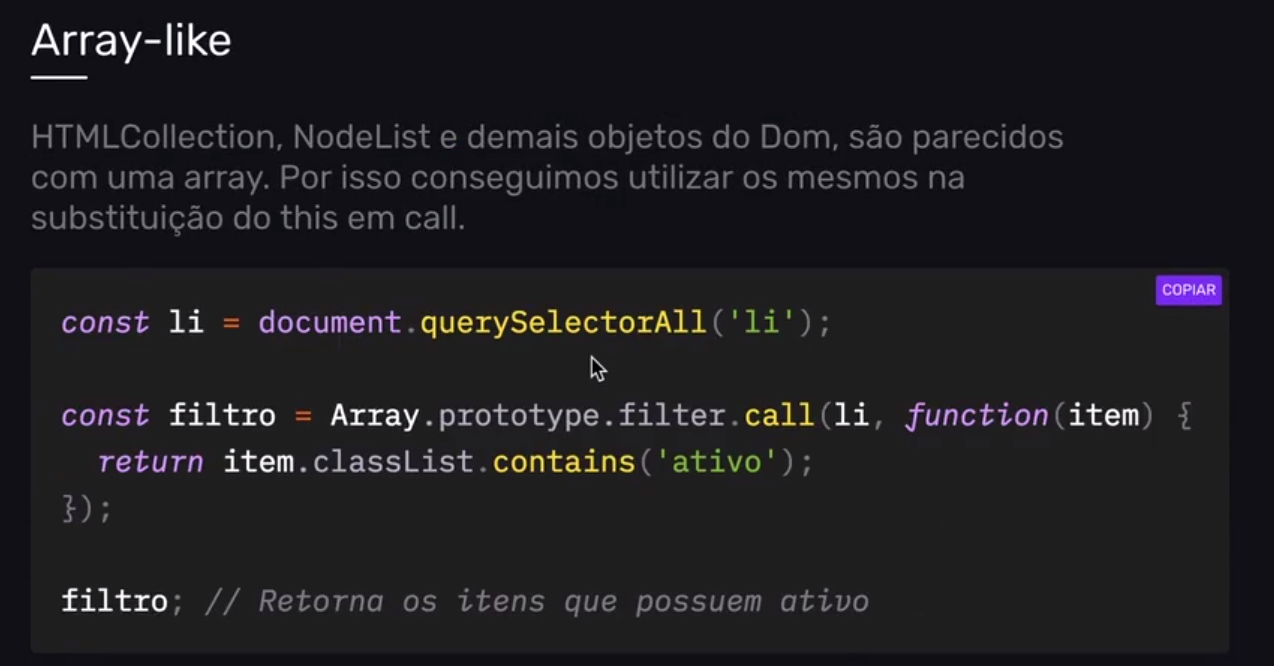 Array-like
HTMLCollection, NodeList e demais objetos do Dom, são parecidos
com uma array. Por isso conseguimos utilizar os mesmos na
substituição do this em call.
COPIAR
const li = document.querySelectorAll('li');
const filtro = Array.prototype.filter.call(li, function(item) {
  return item.classList.contains('ativo');
});
filtro; // Retorna os itens que possuem ativo